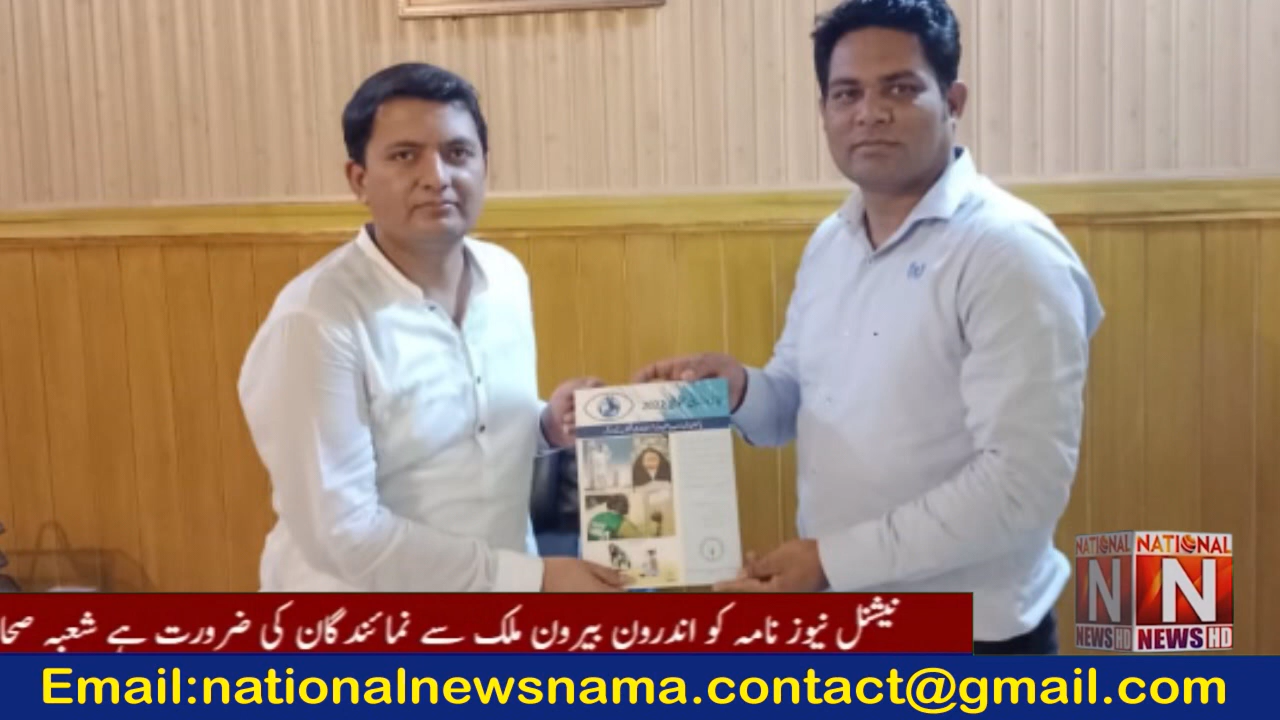 2022
نیشنل نیوز نامہ کو اندرون بیرون ملک سے نمائندگان کی ضرورت ہے شعبہ صحا
NATIONAL NATIONAL
N N
NEWS HD NEWS HD
Email:nationalnewsnama.contact@gmail.com